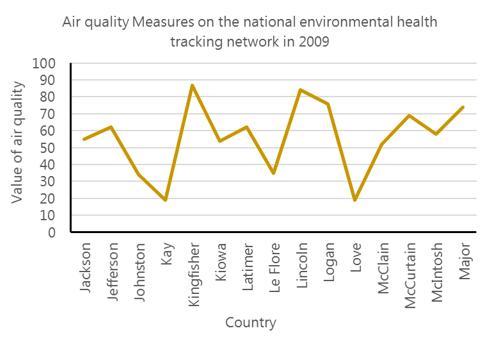 Air quality Measures on the national environmental health
tracking network in 2009
Value of air quality
100
90
80
70
60
50
40
30
20
10
0
Jackson
Jefferson
Johnston
Kay
Kingfisher
Kiowa
Latimer
Le Flore
Lincoln
Logan
Love
McClain
McCurtain
McIntosh
Major
Country